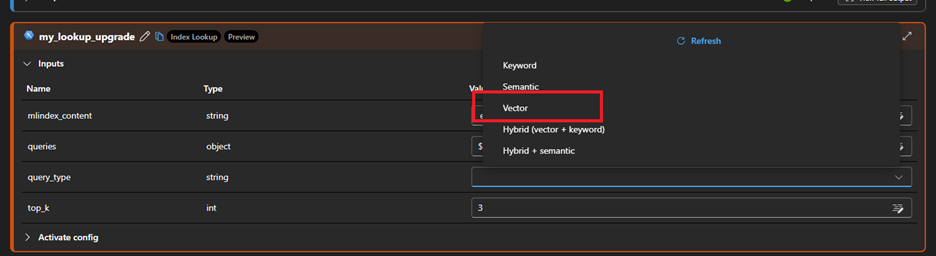 my_lookup_upgrade Index Lookup Preview
Refresh
Inputs
Keyword
Name Type
Semantic
mlindex_content string
Vector
queries object $
Hybrid (vector + keyword)
Hybrid + semantic
query_type string
top_k int 3
Activate config